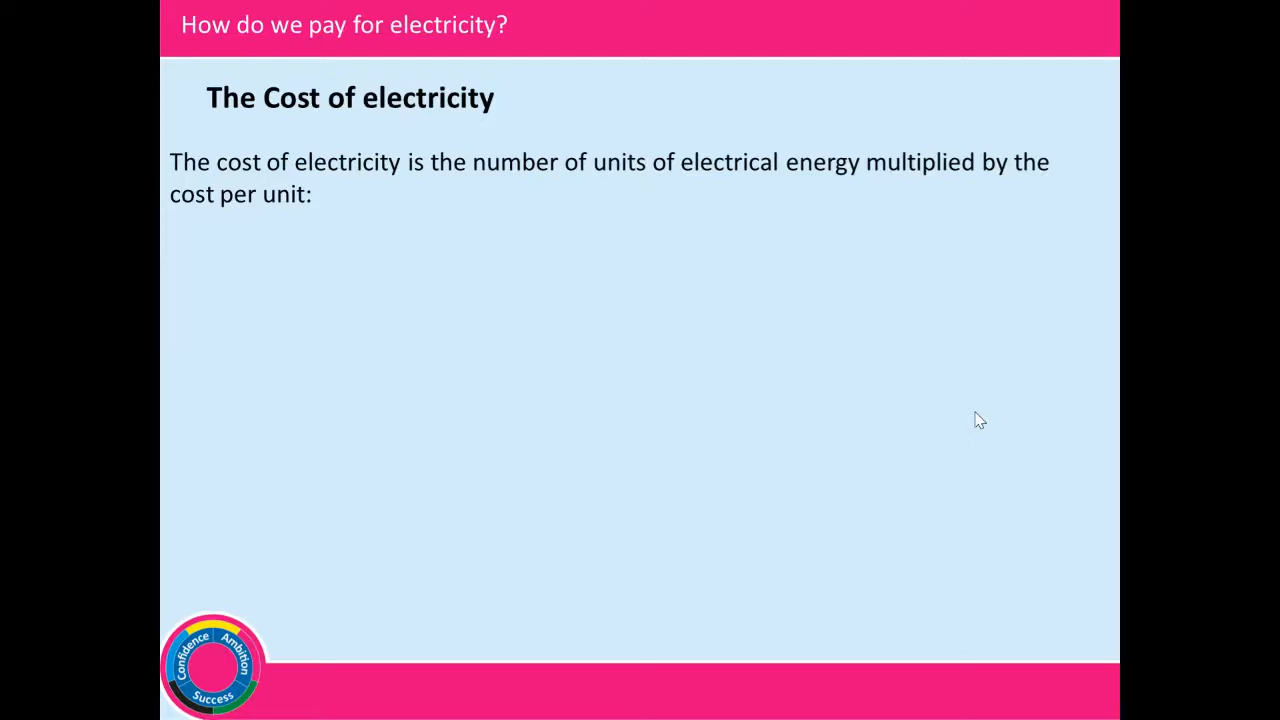 How do we pay for electricity?
The Cost of electricity
The cost of electricity is the number of units of electrical energy multiplied by the
cost per unit:
Confidence
Ambition
Success